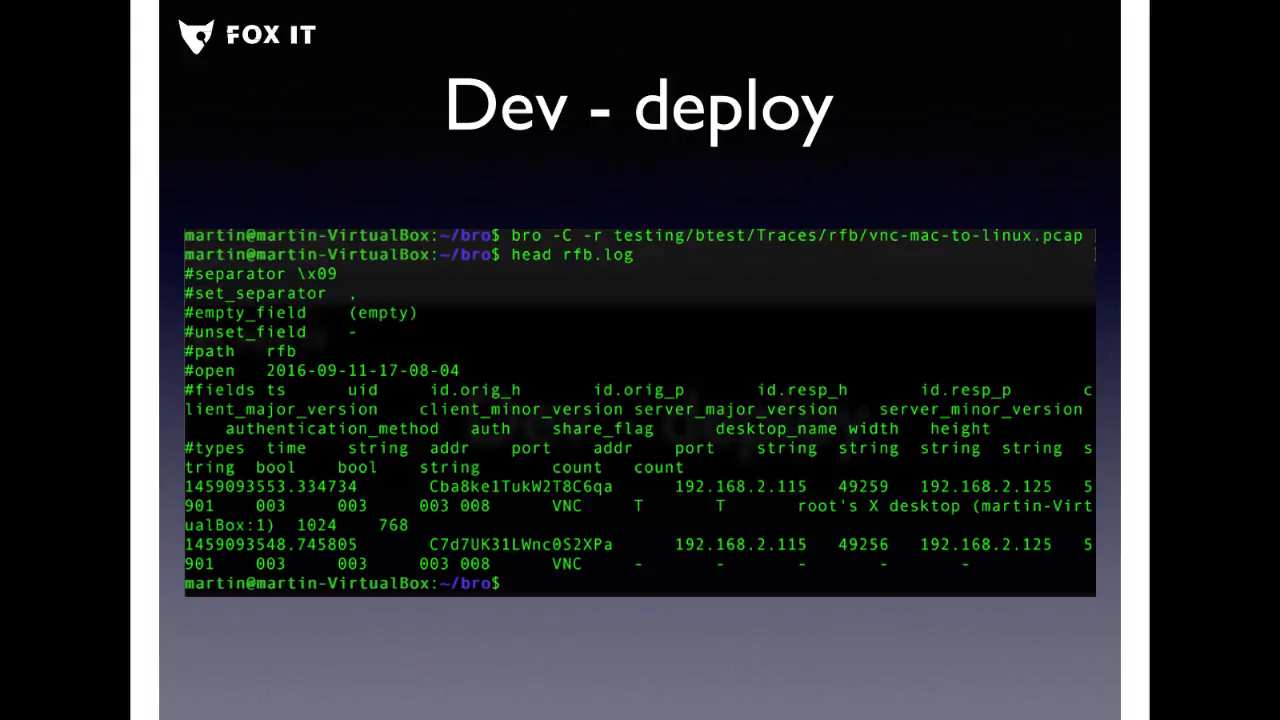 FOX IT
Dev - deploy
martin@martin-VirtualBox:~/bro$ bro -C -r testing/btest/Traces/rfb/vnc-mac-to-linux.pcap
martin@martin-VirtualBox:~/bro$ head rfb.log
#separator \x09
#set_separator ,
#empty_field (empty)
#unset_field -
#path rfb
#open 2016-09-11-17-08-04
#fields ts uid id.orig_h id.orig_p id.resp_h id.resp_p c
lient_major_version client_minor_version server_major_version server_minor_version
authentication_method auth share_flag desktop_name width height
#types time string addr port addr port string string string s
tring bool bool string count count
1459093553.334734 Cba8ke1TukW2T8C6qa 192.168.2.115 49259 192.168.2.125 5
901 003 003 003 008 VNC T T root's X desktop (martin-Virt
ualBox:1) 1024 768
1459093548.745805 C7d7UK31LWnc0S2XPa 192.168.2.115 49256 192.168.2.125 5
901 003 003 003 008 VNC - - - - -
martin@martin-VirtualBox:~/bro$